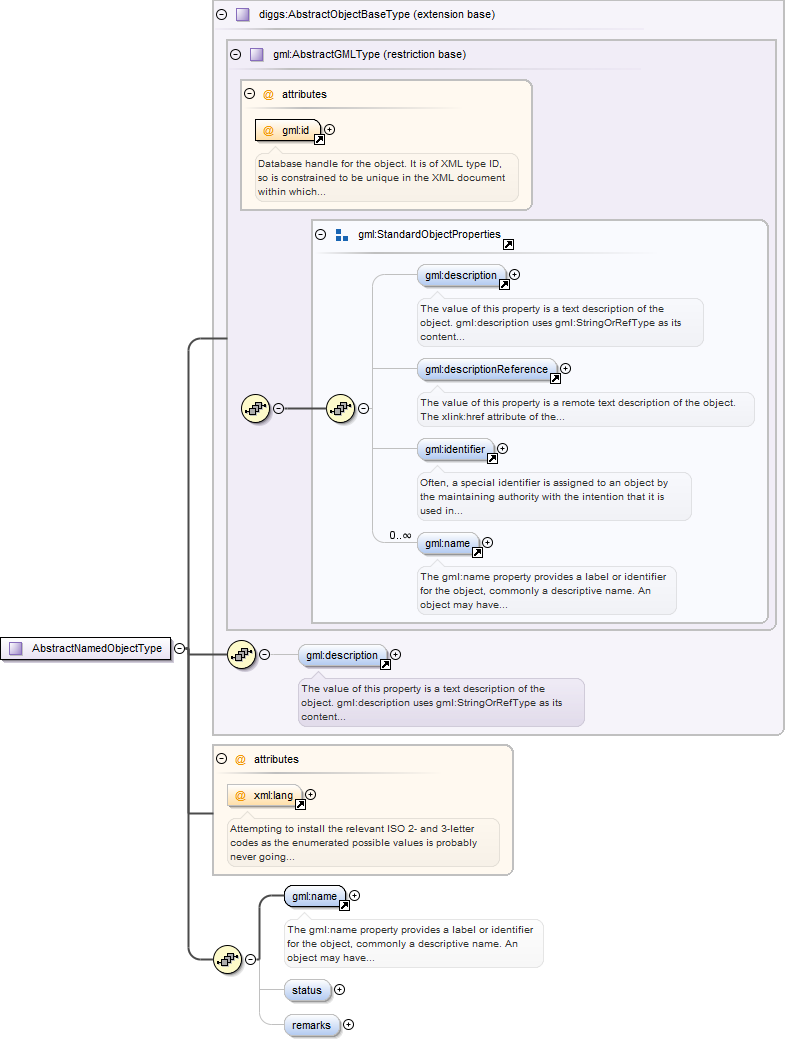 diggs:AbstractObjectBaseType (extension base)
gml:AbstractGMLType (restriction base)
@ attributes
@ gml:id
Database handle for the object. It is of XML type ID,
so is constrained to be unique in the XML document
within which...
gml:StandardObjectProperties
gml:description
The value of this property is a text description of the
object. gml:description uses gml:StringOrRefType as its
content...
gml:descriptionReference
The value of this property is a remote text description of the object.
The xlink:href attribute of the...
gml:identifier
Often, a special identifier is assigned to an object by
the maintaining authority with the intention that it is
used in...
0..∞
gml:name
The gml:name property provides a label or identifier
for the object, commonly a descriptive name. An
object may have...
AbstractNamedObjectType
gml:description
The value of this property is a text description of the
object. gml:description uses gml:StringOrRefType as its
content...
@ attributes
@ xml:lang
Attempting to install the relevant ISO 2- and 3-letter
codes as the enumerated possible values is probably
never going...
gml:name
The gml:name property provides a label or identifier
for the object, commonly a descriptive name. An
object may have...
status
remarks